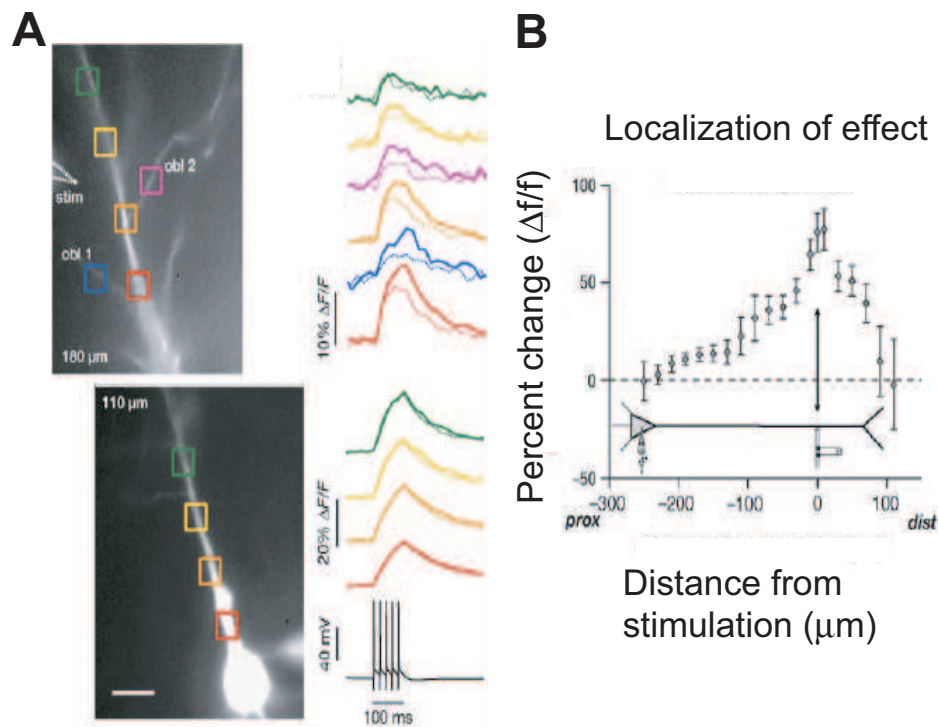 A
obl 2
stim
obl 1
180 µm
10% ΔF/F
110 µm
20% ΔF/F
40 mV
100 ms
B
Localization of effect
Percent change (Δf/f)
100
50
0
−50
−300 −200 −100 0 100
prox dist
Distance from
stimulation (µm)